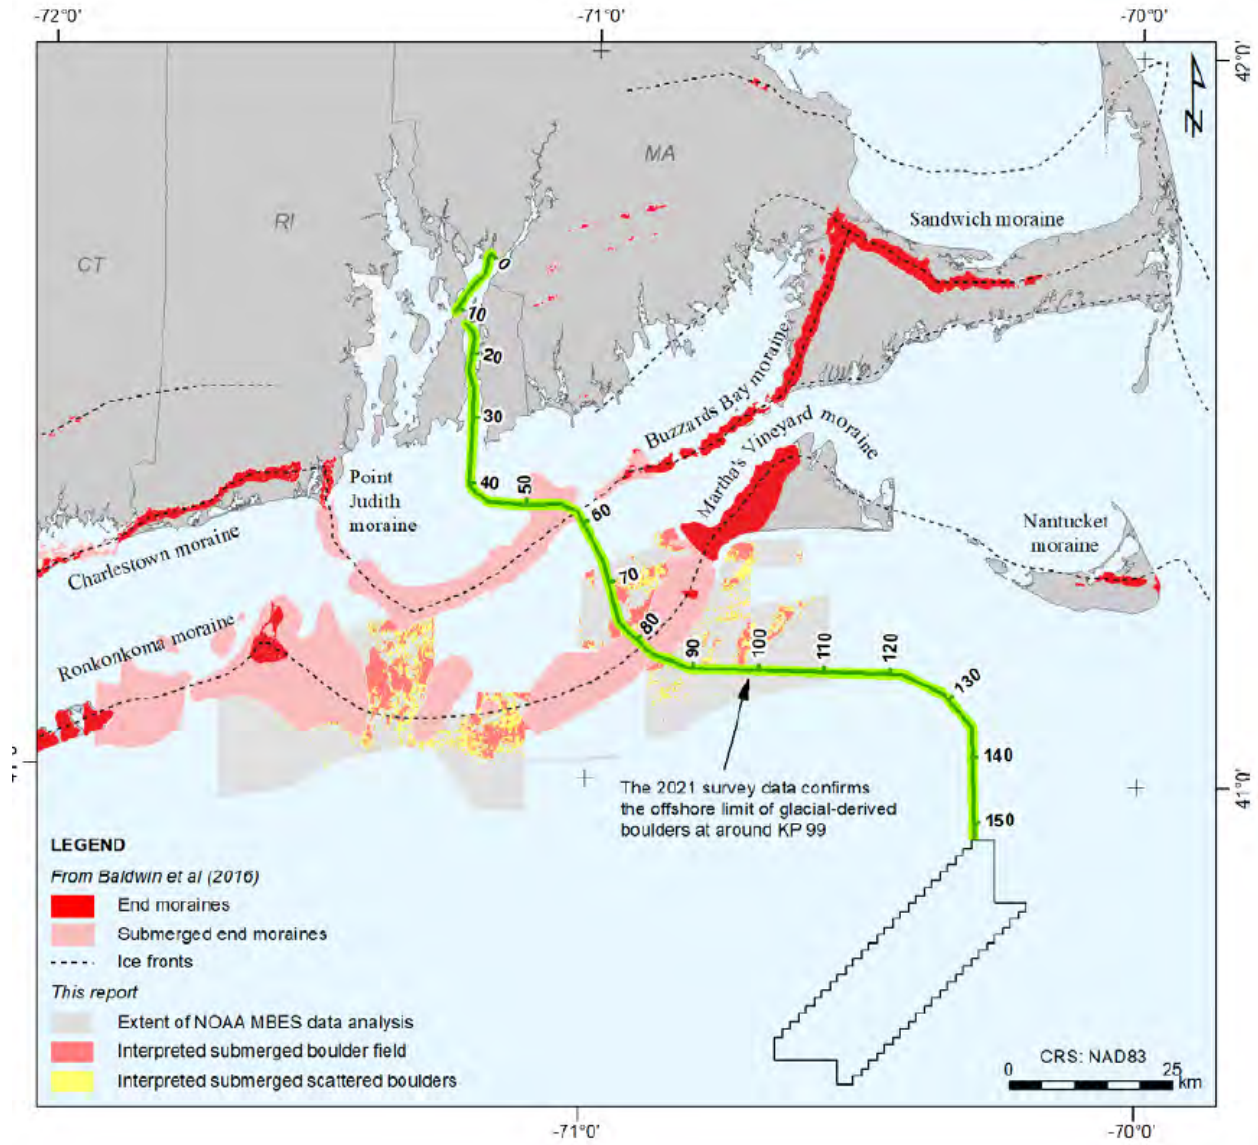 -72°0'
-71°0'
-70°0'
42°0'
N
MA
RI
CT
Sandwich moraine
0
10
20
30
40
50
60
70
80
90
100
110
120
130
140
150
Buzzards Bay moraine
Martha's Vineyard moraine
Point
Judith
moraine
Nantucket
moraine
Charlestown moraine
Ronkonkoma moraine
41°0'
The 2021 survey data confirms
the offshore limit of glacial-derived
boulders at around KP 99
LEGEND
From Baldwin et al (2016)
End moraines
Submerged end moraines
Ice fronts
This report
Extent of NOAA MBES data analysis
Interpreted submerged boulder field
Interpreted submerged scattered boulders
CRS: NAD83
0 25
km
-71°0'
-70°0'